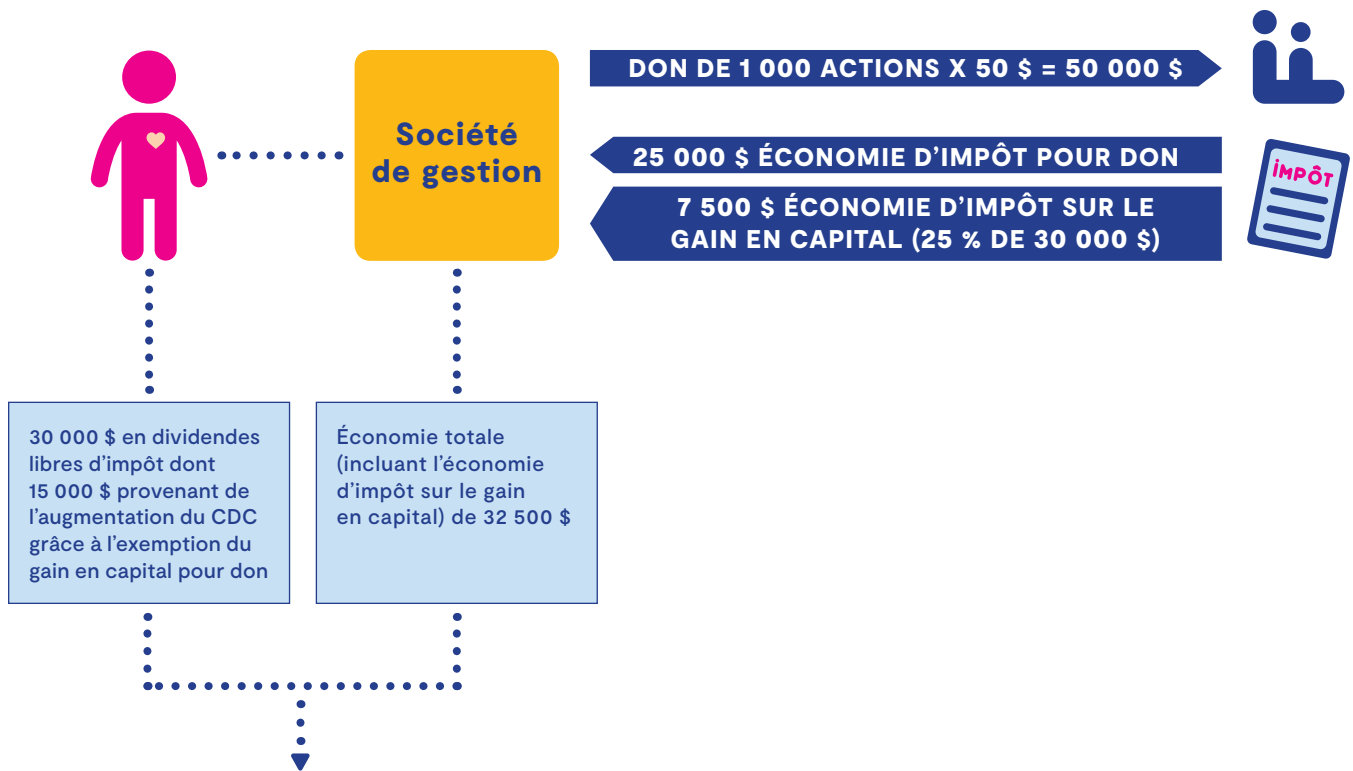 DON DE 1 000 ACTIONS X 50 $ = 50 000 $
Société
de gestion
25 000 $ ÉCONOMIE D’IMPÔT POUR DON
7 500 $ ÉCONOMIE D’IMPÔT SUR LE
GAIN EN CAPITAL (25 % DE 30 000 $)
iMPÔT
30 000 $ en dividendes
libres d’impôt dont
15 000 $ provenant de
l’augmentation du CDC
grâce à l’exemption du
gain en capital pour don
Économie totale
(incluant l’économie
d’impôt sur le gain
en capital) de 32 500 $